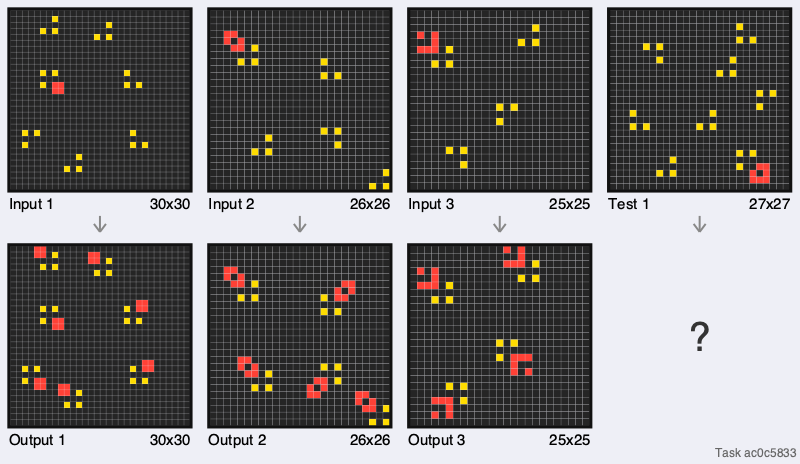 Input 1 30x30
Input 2 26x26
Input 3 25x25
Test 1 27x27
?
Output 1 30x30
Output 2 26x26
Output 3 25x25
Task ac0c5833